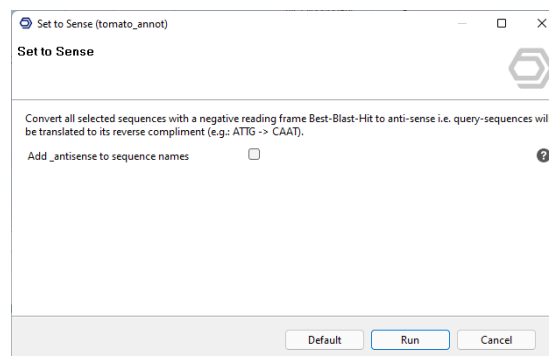 Set to Sense (tomato_annot)
Set to Sense
Convert all selected sequences with a negative reading frame Best-Blast-Hit to anti-sense i.e. query-sequences will
be translated to its reverse compliment (e.g.: ATTG -> CAAT).
Add _antisense to sequence names
Default Run Cancel